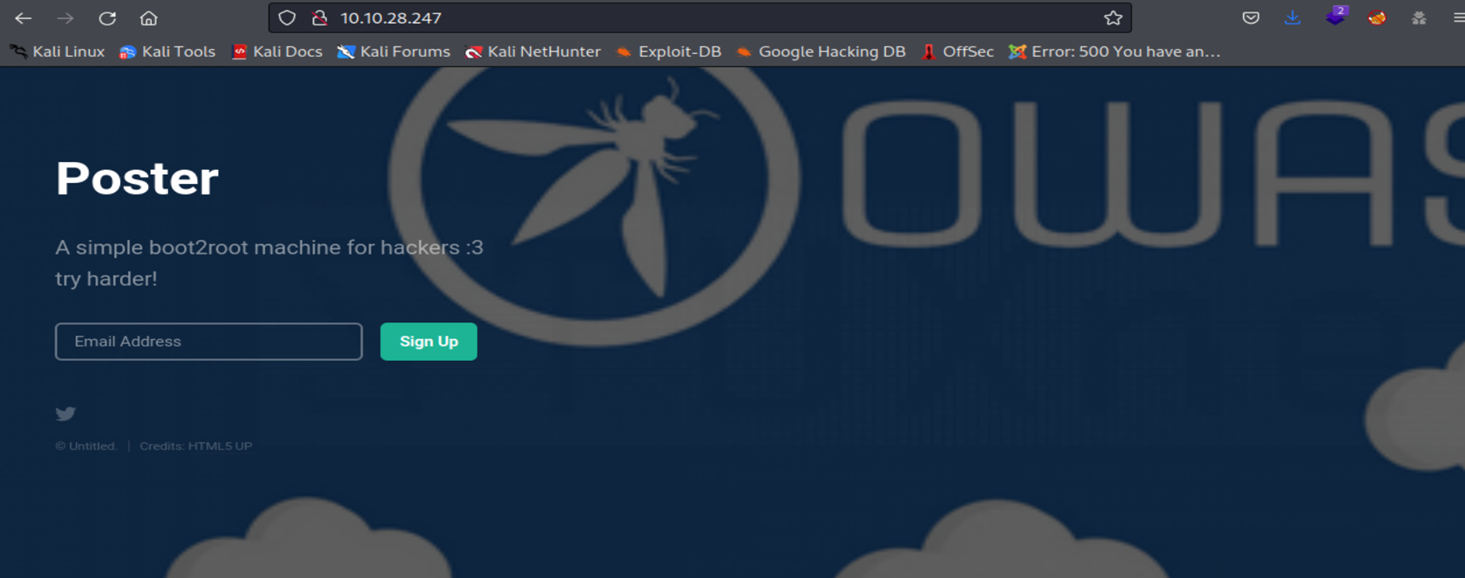 10.10.28.247
2
Kali Linux Kali Tools Kali Docs Kali Forums Kali NetHunter Exploit-DB Google Hacking DB OffSec Error: 500 You have an…
OWAS
Poster
A simple boot2root machine for hackers :3
try harder!
Email Address Sign Up
© Untitled. | Credits: HTML5 UP